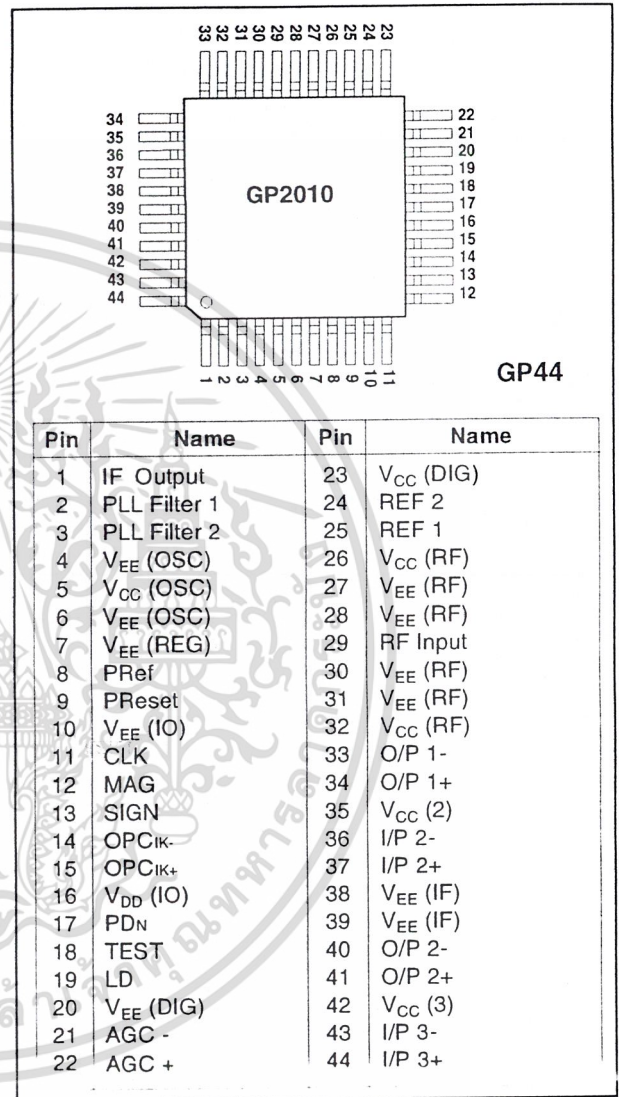 33 32 31 30 29 28 27 26 25 24 23
34 22
35 21
36 20
37 19
38 18
39 17
40 16
41 15
42 14
43 13
44 12
GP2010
1 2 3 4 5 6 7 8 9 10 11
GP44
Pin Name Pin Name
1 IF Output 23 VCC (DIG)
2 PLL Filter 1 24 REF 2
3 PLL Filter 2 25 REF 1
4 VEE (OSC) 26 VCC (RF)
5 VCC (OSC) 27 VEE (RF)
6 VEE (OSC) 28 VEE (RF)
7 VEE (REG) 29 RF Input
8 PRef 30 VEE (RF)
9 PReset 31 VEE (RF)
10 VEE (IO) 32 VCC (RF)
11 CLK 33 O/P 1-
12 MAG 34 O/P 1+
13 SIGN 35 VCC (2)
14 OPCIK- 36 I/P 2-
15 OPCIK+ 37 I/P 2+
16 VDD (IO) 38 VEE (IF)
17 PDN 39 VEE (IF)
18 TEST 40 O/P 2-
19 LD 41 O/P 2+
20 VEE (DIG) 42 VCC (3)
21 AGC - 43 I/P 3-
22 AGC + 44 I/P 3+